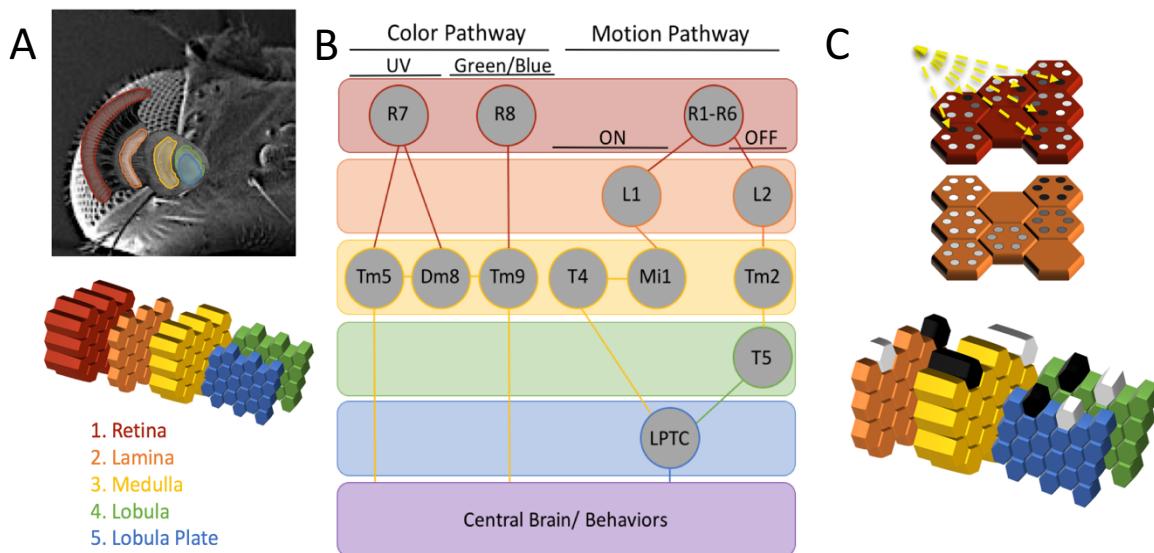 A
1. Retina
2. Lamina
3. Medulla
4. Lobula
5. Lobula Plate
B
Color Pathway
Motion Pathway
UV
Green/Blue
R7
R8
R1-R6
ON
OFF
L1
L2
Tm5
Dm8
Tm9
T4
Mi1
Tm2
T5
LPTC
Central Brain/ Behaviors
C